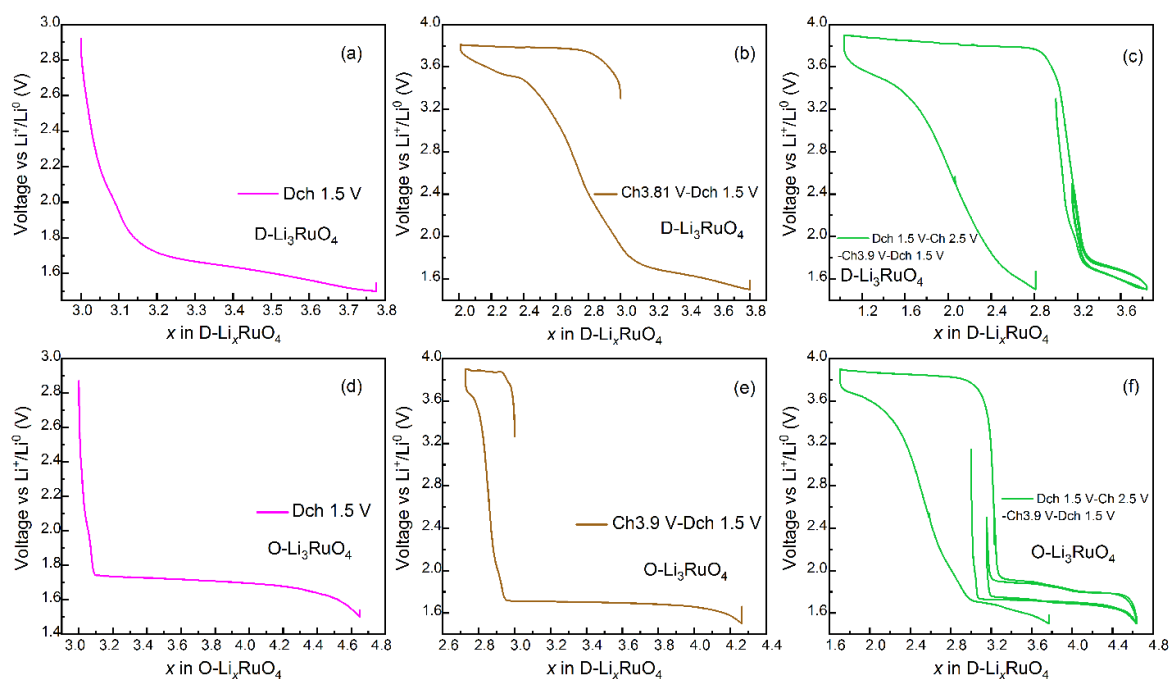 Voltage vs Li⁺/Li⁰ (V)
3.0
2.7
2.4
2.1
1.8
1.5
(a)
Dch 1.5 V
D-Li₃RuO₄
3.0 3.1 3.2 3.3 3.4 3.5 3.6 3.7 3.8
x in D-LiₓRuO₄
Voltage vs Li⁺/Li⁰ (V)
4.0
3.6
3.2
2.8
2.4
2.0
1.6
(b)
Ch3.81 V-Dch 1.5 V
D-Li₃RuO₄
2.0 2.2 2.4 2.6 2.8 3.0 3.2 3.4 3.6 3.8
x in D-LiₓRuO₄
Voltage vs Li⁺/Li⁰ (V)
4.0
3.5
3.0
2.5
2.0
1.5
(c)
Dch 1.5 V-Ch 2.5 V
-Ch3.9 V-Dch 1.5 V
D-Li₃RuO₄
1.2 1.6 2.0 2.4 2.8 3.2 3.6
x in D-LiₓRuO₄
Voltage vs Li⁺/Li⁰ (V)
3.0
2.8
2.6
2.4
2.2
2.0
1.8
1.6
1.4
(d)
Dch 1.5 V
O-Li₃RuO₄
3.0 3.2 3.4 3.6 3.8 4.0 4.2 4.4 4.6 4.8
x in O-LiₓRuO₄
Voltage vs Li⁺/Li⁰ (V)
4.0
3.6
3.2
2.8
2.4
2.0
1.6
(e)
Ch3.9 V-Dch 1.5 V
O-Li₃RuO₄
2.6 2.8 3.0 3.2 3.4 3.6 3.8 4.0 4.2 4.4
x in D-LiₓRuO₄
Voltage vs Li⁺/Li⁰ (V)
4.0
3.6
3.2
2.8
2.4
2.0
1.6
(f)
Dch 1.5 V-Ch 2.5 V
-Ch3.9 V-Dch 1.5 V
O-Li₃RuO₄
1.6 2.0 2.4 2.8 3.2 3.6 4.0 4.4 4.8
x in D-LiₓRuO₄